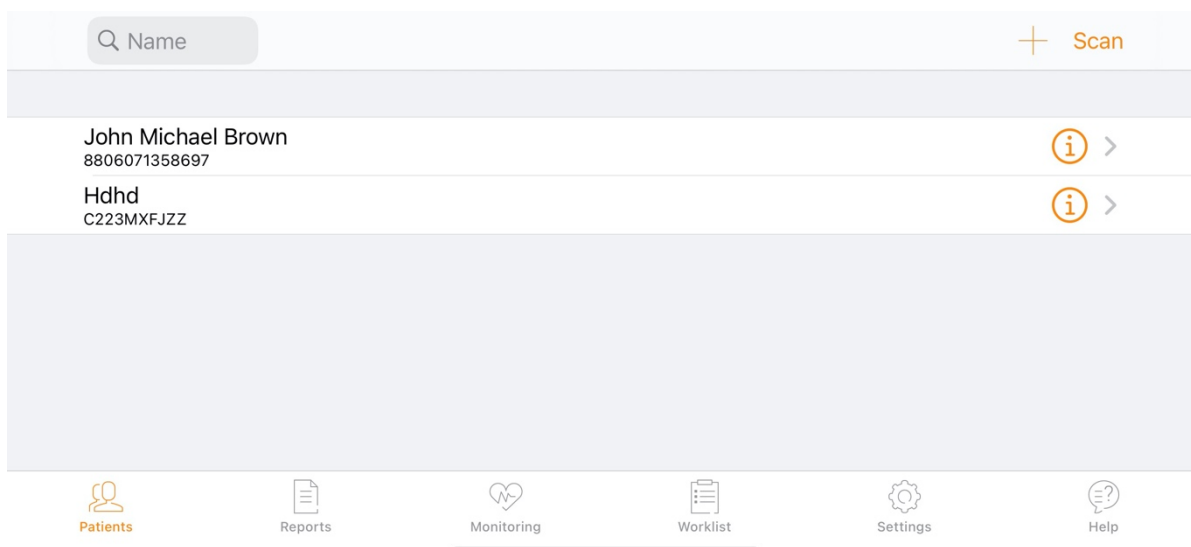 Name
Scan
John Michael Brown
8806071358697
Hdhd
C223MXFJZZ
Patients
Reports
Monitoring
Worklist
Settings
Help